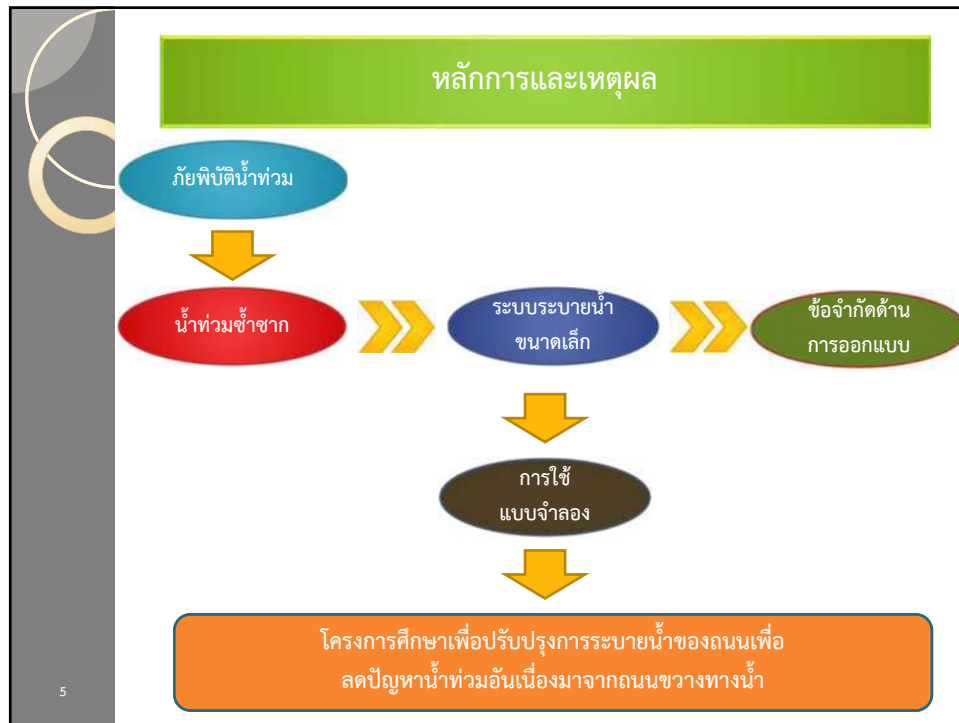 หลักการและเหตุผล
ภัยพิบัติน้ำท่วม
น้ำท่วมซ้ำซาก
ระบบระบายน้ำ
ขนาดเล็ก
ข้อจำกัดด้าน
การออกแบบ
การใช้
แบบจำลอง
โครงการศึกษาเพื่อปรับปรุงการระบายน้ำของถนนเพื่อ
ลดปัญหาน้ำท่วมอันเนื่องมาจากถนนขวางทางน้ำ
5